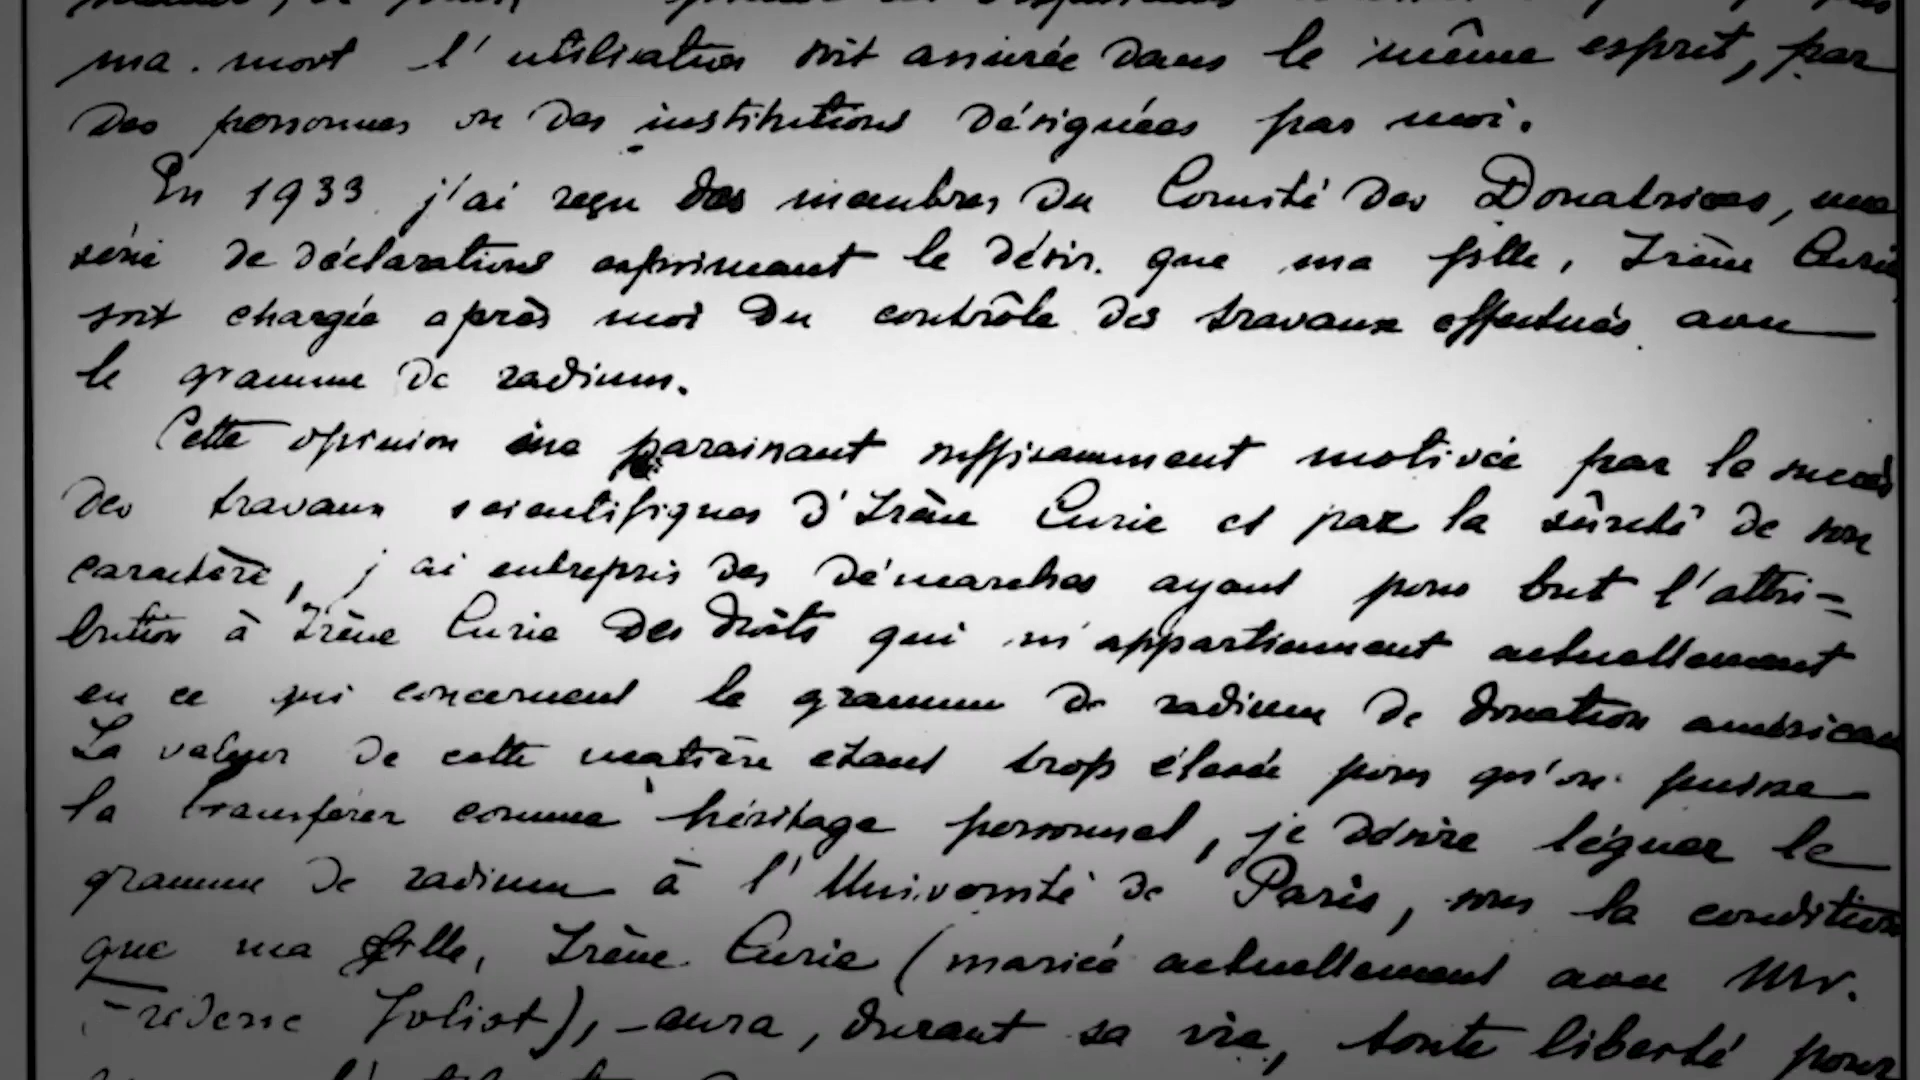 ma mort l'utilisation soit assurée dans le même esprit, par
des personnes ou des institutions désignées par moi.
En 1933 j'ai reçu des membres du Comité des Donatrices, une
série de déclarations exprimant le désir que ma fille, Irène Curie
soit chargée après moi du contrôle des travaux effectués avec
le gramme de radium.
Cette opinion me paraissant suffisamment motivée par le succès
des travaux scientifiques d'Irène Curie et par la sûreté de son
caractère, j'ai entrepris des démarches ayant pour but l'attri-
bution à Irène Curie des droits qui m'appartiennent actuellement
en ce qui concernent le gramme de radium de donation américaine
La valeur de cette matière étant trop élevée pour qu'on puisse
la transférer comme héritage personnel, je désire léguer le
gramme de radium à l'Université de Paris, sous la condition
que ma fille, Irène Curie (mariée actuellement avec Mr.
Fréderic Joliot), aura, durant sa vie, toute liberté pour